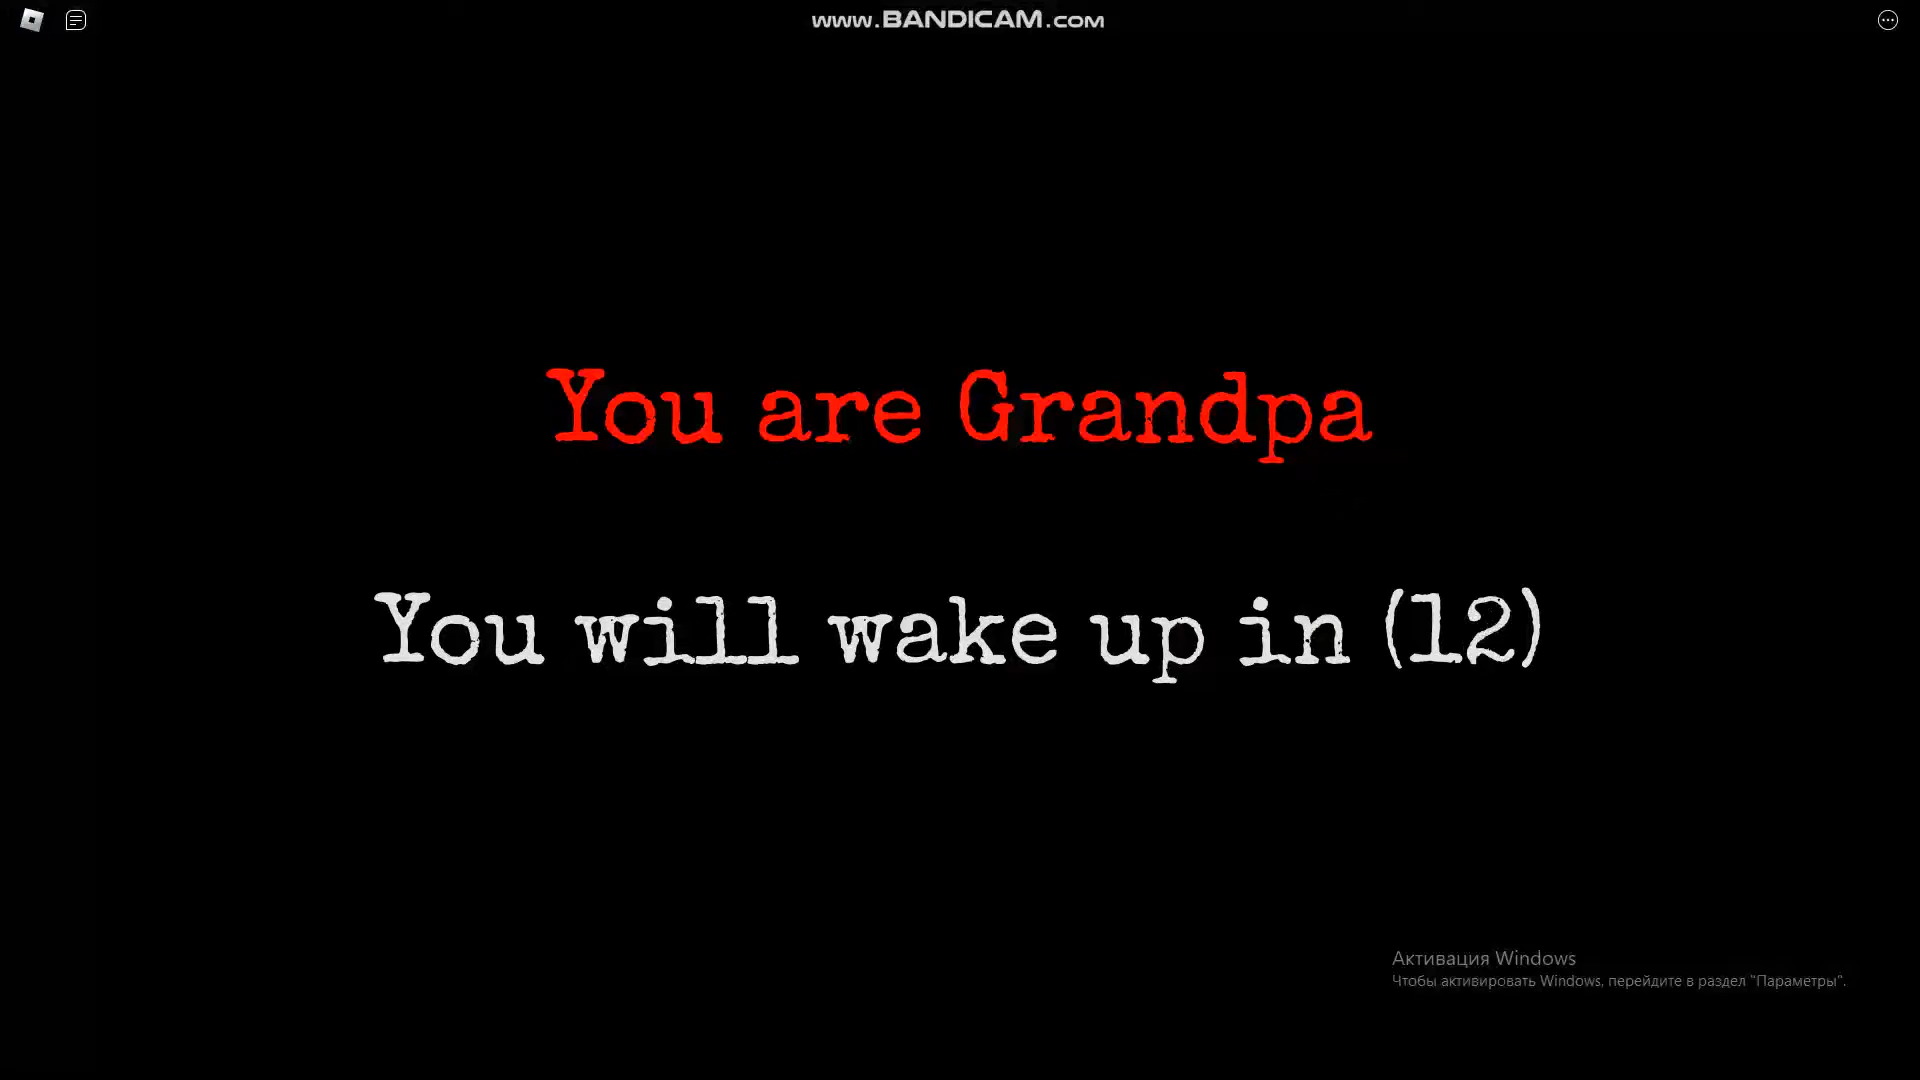 www.BANDICAM.com
You are Grandpa
You will wake up in (12)
Активация Windows
Чтобы активировать Windows, перейдите в раздел "Параметры".